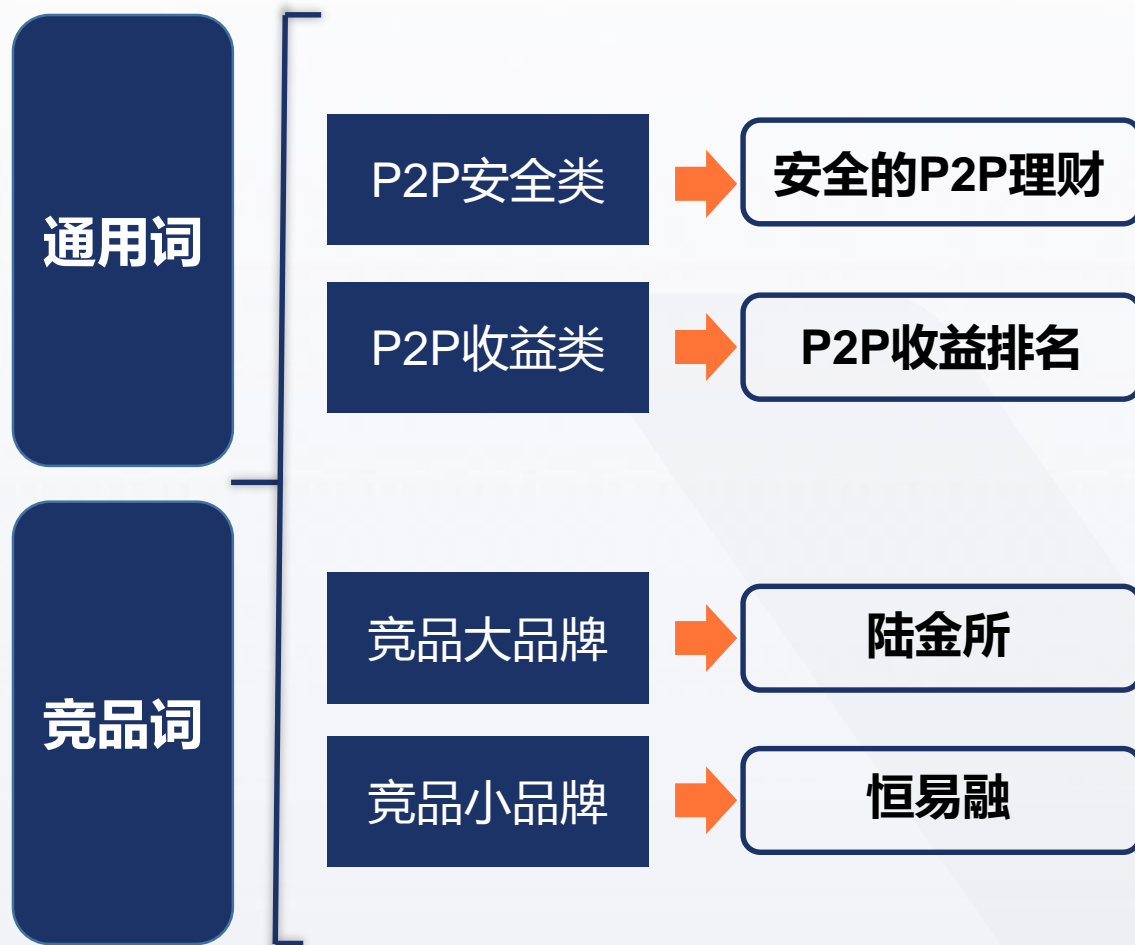 通用词
P2P安全类
安全的P2P理财
P2P收益类
P2P收益排名
竞品词
竞品大品牌
陆金所
竞品小品牌
恒易融